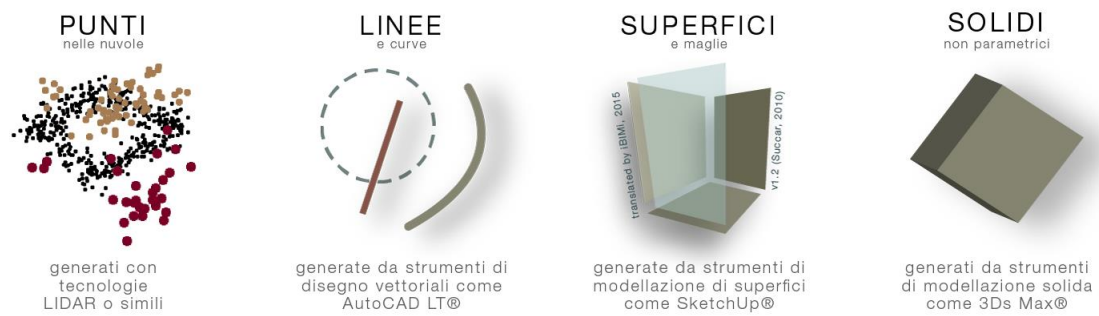 PUNTI
nelle nuvole
generati con
tecnologie
LIDAR o simili
LINEE
e curve
generate da strumenti di
disegno vettoriali come
AutoCAD LT®
SUPERFICI
e maglie
translated by iBIMi, 2015
v1.2 (Succar, 2010)
generate da strumenti di
modellazione di superfici
come SketchUp®
SOLIDI
non parametrici
generati da strumenti
di modellazione solida
come 3Ds Max®